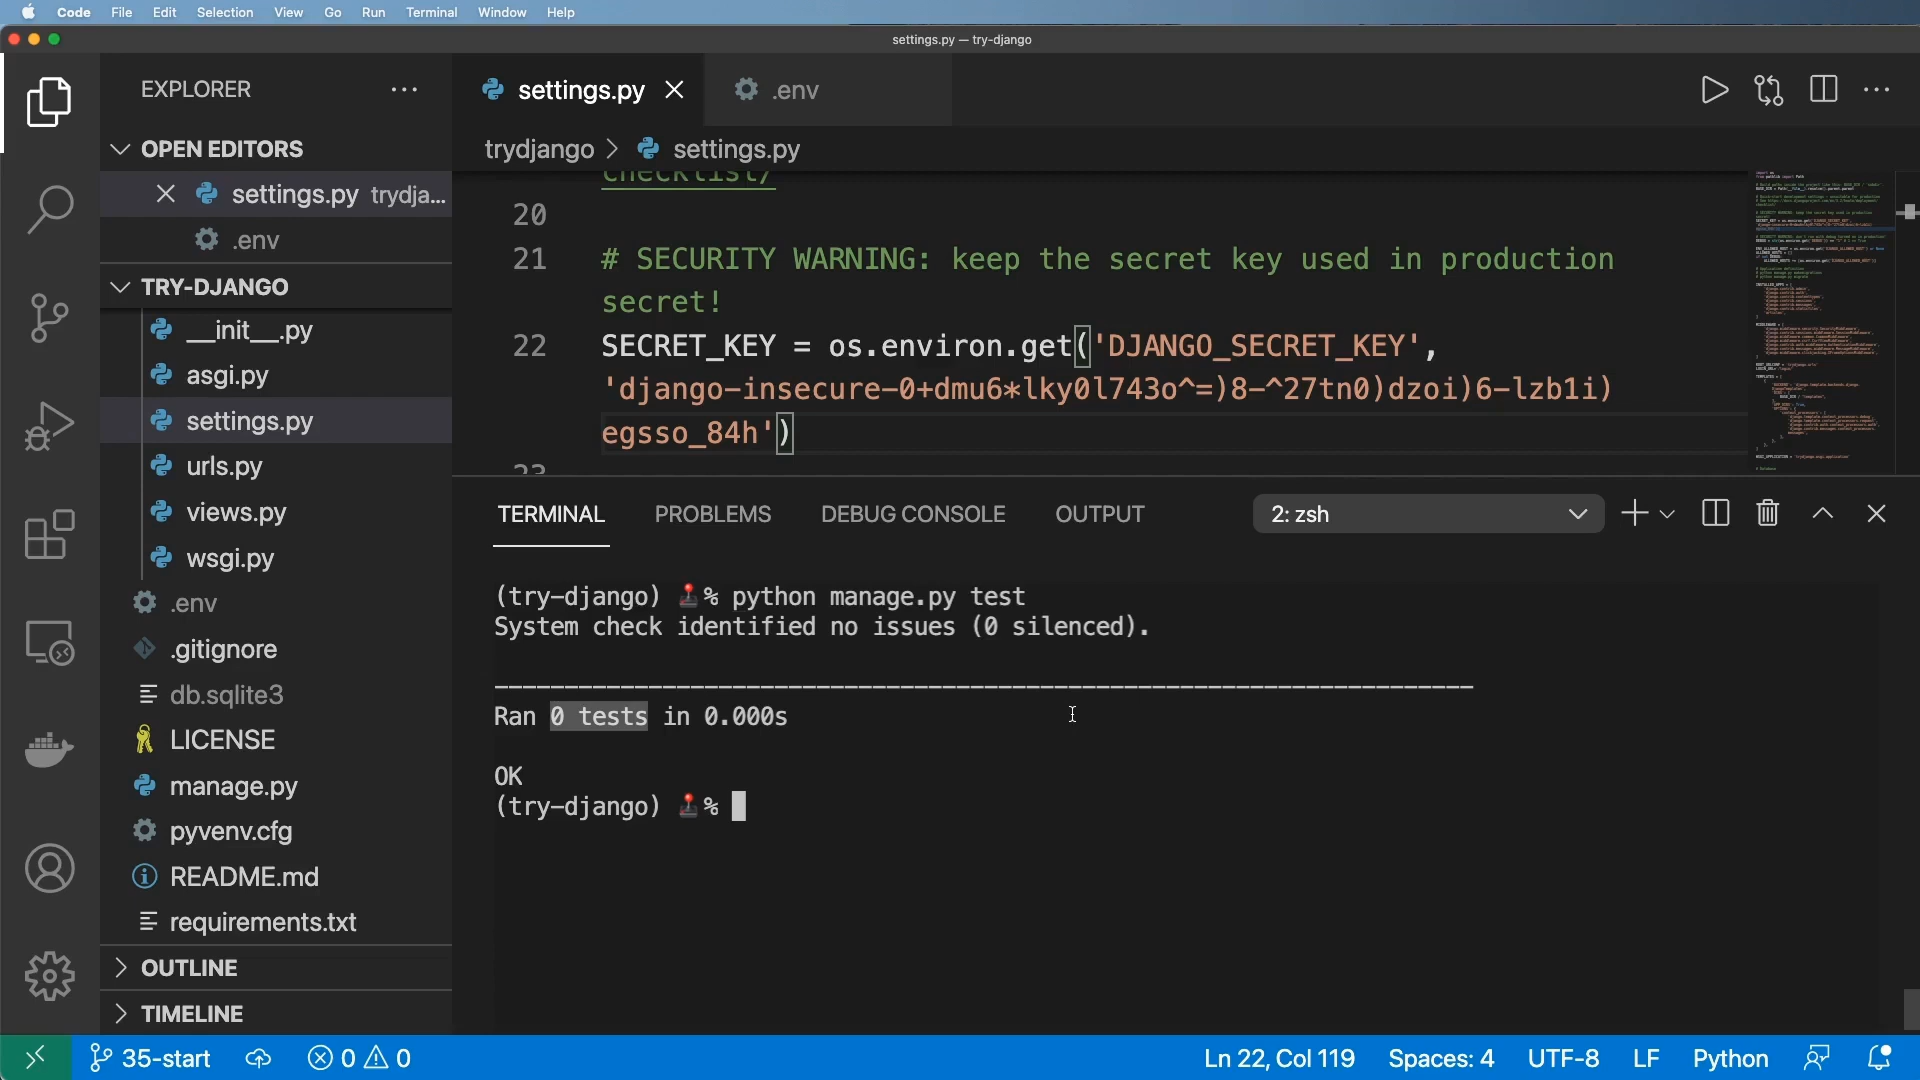 Code File Edit Selection View Go Run Terminal Window Help
settings.py — try-django
EXPLORER
OPEN EDITORS
settings.py trydja...
.env
TRY-DJANGO
__init__.py
asgi.py
settings.py
urls.py
views.py
wsgi.py
.env
.gitignore
db.sqlite3
LICENSE
manage.py
pyvenv.cfg
README.md
requirements.txt
OUTLINE
TIMELINE
settings.py
.env
trydjango > settings.py
checklist/
20
21 # SECURITY WARNING: keep the secret key used in production
secret!
22 SECRET_KEY = os.environ.get('DJANGO_SECRET_KEY',
'django-insecure-0+dmu6*lky0l743o^=)8-^27tn0)dzoi)6-lzb1i)
egsso_84h')
23
TERMINAL PROBLEMS DEBUG CONSOLE OUTPUT
2: zsh
(try-django) % python manage.py test
System check identified no issues (0 silenced).
----------------------------------------------------------------------
Ran 0 tests in 0.000s
OK
(try-django) %
35-start 0 0 Ln 22, Col 119 Spaces: 4 UTF-8 LF Python